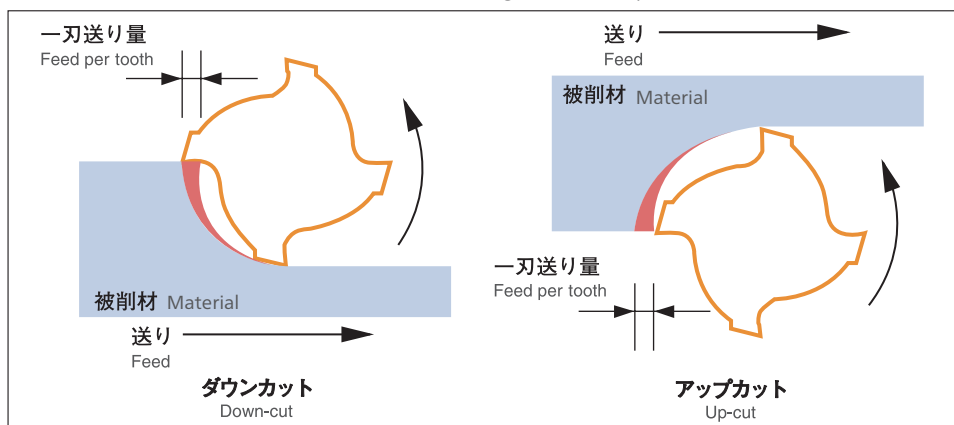 一刃送り量
Feed per tooth
被削材 Material
送り
Feed
ダウンカット
Down-cut
送り
Feed
被削材 Material
一刃送り量
Feed per tooth
アップカット
Up-cut